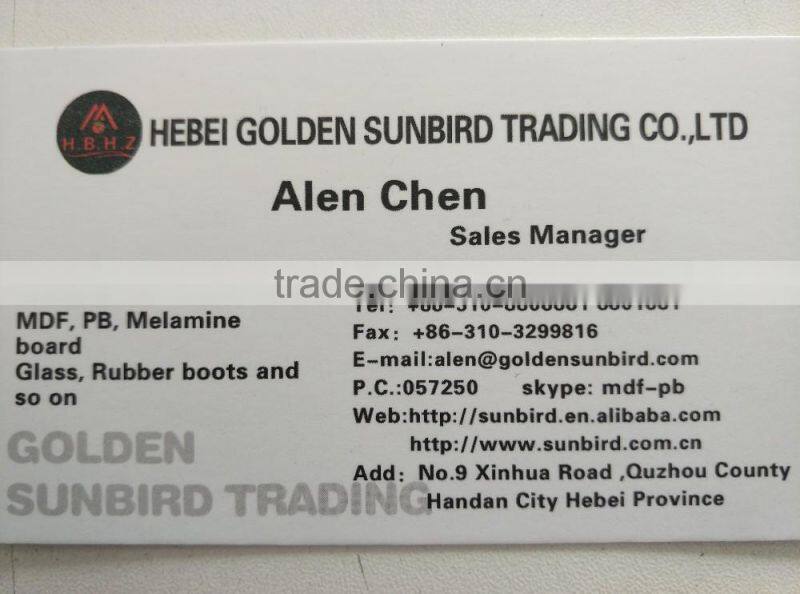 H.B.H.Z
HEBEI GOLDEN SUNBIRD TRADING CO.,LTD
Alen Chen
Sales Manager
trade.china.cn
MDF, PB, Melamine
board
Glass, Rubber boots and
so on
GOLDEN
SUNBIRD TRADING
Tel:
Fax: +86-310-3299816
E-mail:alen@goldensunbird.com
P.C.:057250 skype: mdf-pb
Web:http://sunbird.en.alibaba.com
http://www.sunbird.com.cn
Add: No.9 Xinhua Road ,Quzhou County
Handan City Hebei Province